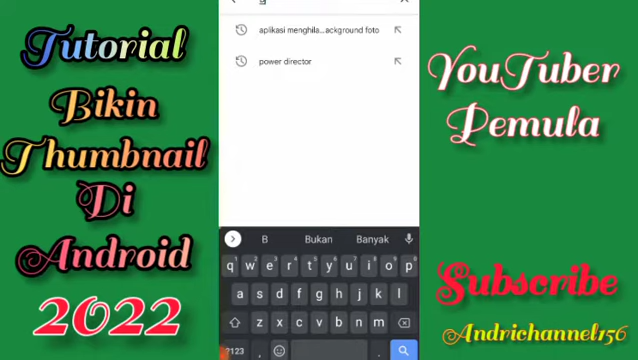 Tutorial
Bikin
Thumbnail
Di
Android
2022
aplikasi menghila...ackground foto
power director
B Bukan Banyak
q w e r t y u i o p
a s d f g h j k l
z x c v b n m
?123 , .
YouTuber
Pemula
Subscribe
Andrichannel156